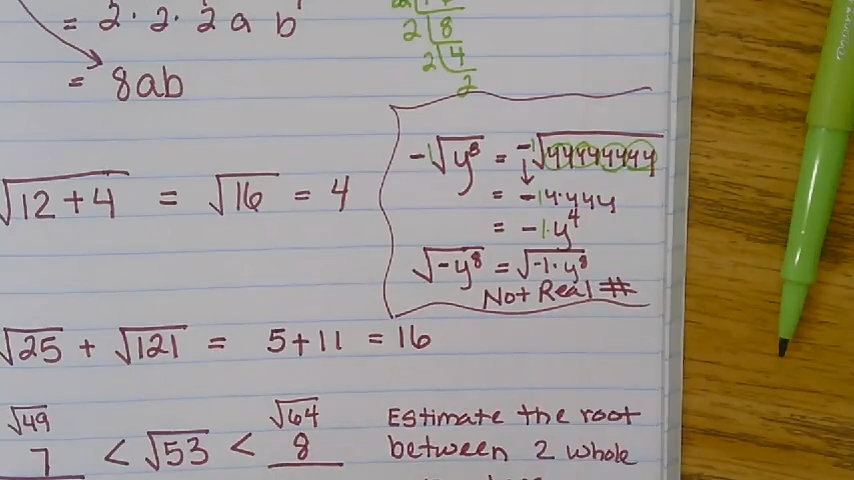 = 2 · 2 · 2 a b
= 8ab
2 8
2 4
2
-1√y⁸ = -1√yyyyyyyy
= -1y·yyy
= -1·y⁴
√-y⁸ = √-1·y⁸
Not Real #
√12+4 = √16 = 4
√25 + √121 = 5+11 = 16
√49 √64
7 < √53 < 8
Estimate the root
between 2 whole